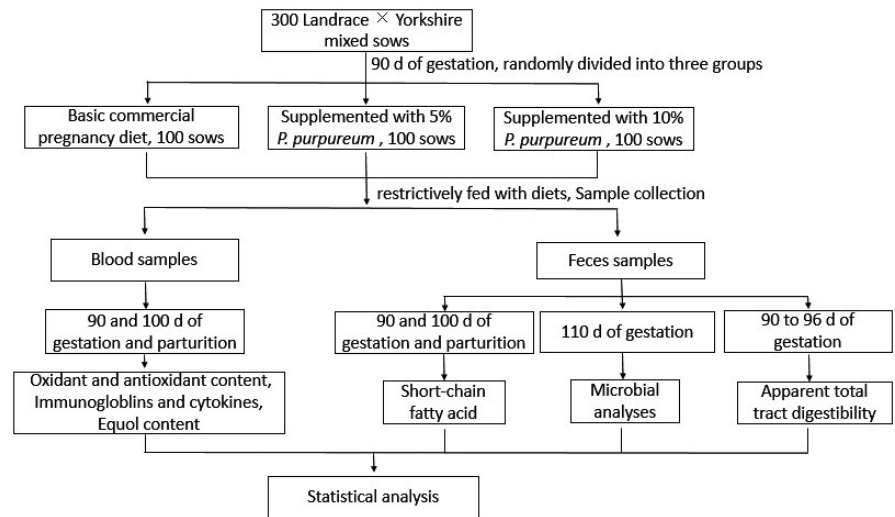 300 Landrace × Yorkshire
mixed sows
90 d of gestation, randomly divided into three groups
Basic commercial
pregnancy diet, 100 sows
Supplemented with 5%
P. purpureum , 100 sows
Supplemented with 10%
P. purpureum , 100 sows
restrictively fed with diets, Sample collection
Blood samples
Feces samples
90 and 100 d of
gestation and parturition
90 and 100 d of
gestation and parturition
110 d of gestation
90 to 96 d of
gestation
Oxidant and antioxidant content,
Immunogloblins and cytokines,
Equol content
Short-chain
fatty acid
Microbial
analyses
Apparent total
tract digestibility
Statistical analysis